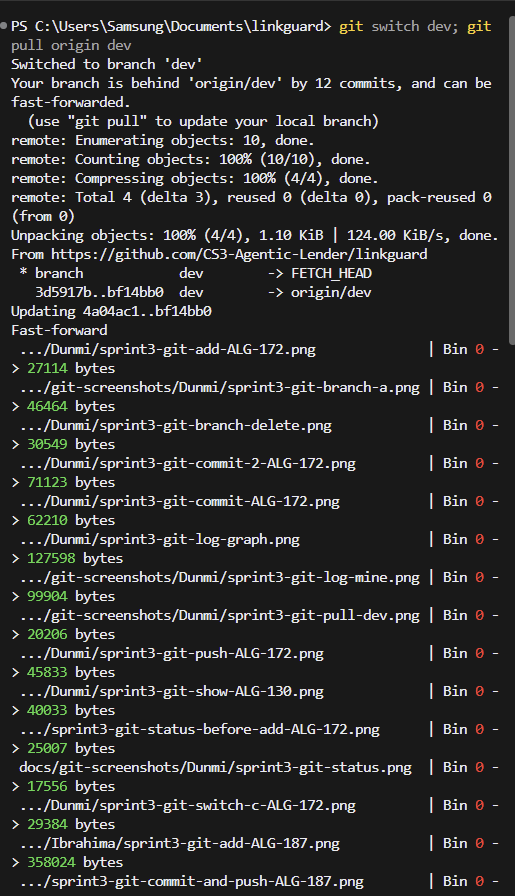 PS C:\Users\Samsung\Documents\linkguard> git switch dev; git
pull origin dev
Switched to branch 'dev'
Your branch is behind 'origin/dev' by 12 commits, and can be
fast-forwarded.
  (use "git pull" to update your local branch)
remote: Enumerating objects: 10, done.
remote: Counting objects: 100% (10/10), done.
remote: Compressing objects: 100% (4/4), done.
remote: Total 4 (delta 3), reused 0 (delta 0), pack-reused 0
(from 0)
Unpacking objects: 100% (4/4), 1.10 KiB | 124.00 KiB/s, done.
From https://github.com/CS3-Agentic-Lender/linkguard
 * branch            dev        -> FETCH_HEAD
   3d5917b..bf14bb0  dev        -> origin/dev
Updating 4a04ac1..bf14bb0
Fast-forward
 .../Dunmi/sprint3-git-add-ALG-172.png              | Bin 0 -
> 27114 bytes
 .../git-screenshots/Dunmi/sprint3-git-branch-a.png | Bin 0 -
> 46464 bytes
 .../Dunmi/sprint3-git-branch-delete.png            | Bin 0 -
> 30549 bytes
 .../Dunmi/sprint3-git-commit-2-ALG-172.png         | Bin 0 -
> 71123 bytes
 .../Dunmi/sprint3-git-commit-ALG-172.png           | Bin 0 -
> 62210 bytes
 .../Dunmi/sprint3-git-log-graph.png                | Bin 0 -
> 127598 bytes
 .../git-screenshots/Dunmi/sprint3-git-log-mine.png | Bin 0 -
> 99904 bytes
 .../git-screenshots/Dunmi/sprint3-git-pull-dev.png | Bin 0 -
> 20206 bytes
 .../Dunmi/sprint3-git-push-ALG-172.png             | Bin 0 -
> 45833 bytes
 .../Dunmi/sprint3-git-show-ALG-130.png             | Bin 0 -
> 40033 bytes
 .../sprint3-git-status-before-add-ALG-172.png      | Bin 0 -
> 25007 bytes
 docs/git-screenshots/Dunmi/sprint3-git-status.png  | Bin 0 -
> 17556 bytes
 .../Dunmi/sprint3-git-switch-c-ALG-172.png         | Bin 0 -
> 29384 bytes
 .../Ibrahima/sprint3-git-add-ALG-187.png           | Bin 0 -
> 358024 bytes
 .../sprint3-git-commit-and-push-ALG-187.png        | Bin 0 -